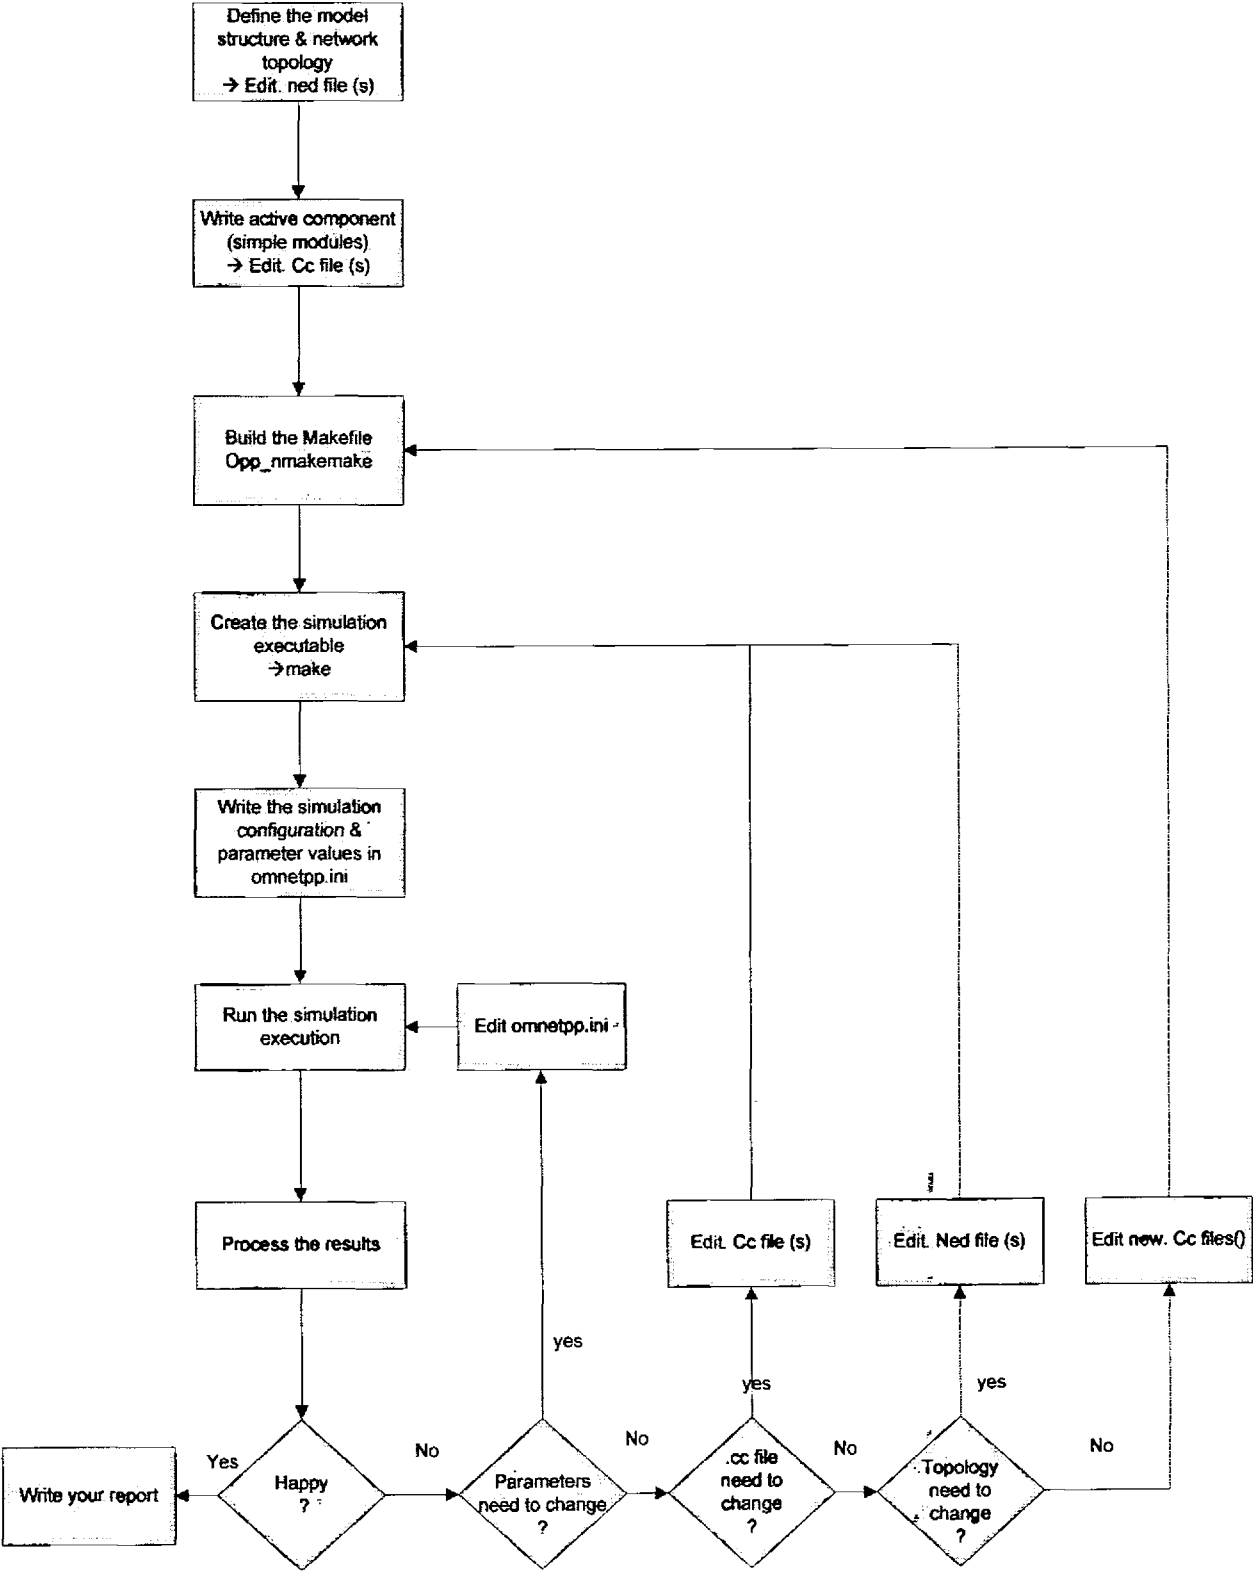 Define the model
structure & network
topology
→ Edit. ned file (s)
Write active component
(simple modules)
→ Edit. Cc file (s)
Build the Makefile
Opp_nmakemake
Create the simulation
executable
→make
Write the simulation
configuration &
parameter values in
omnetpp.ini
Run the simulation
execution
Edit omnetpp.ini
Process the results
Edit. Cc file (s)
Edit. Ned file (s)
Edit new. Cc files()
yes
yes
yes
Write your report
Yes
Happy
?
No
Parameters
need to change
?
No
.cc file
need to
change
?
No
Topology
need to
change
?
No